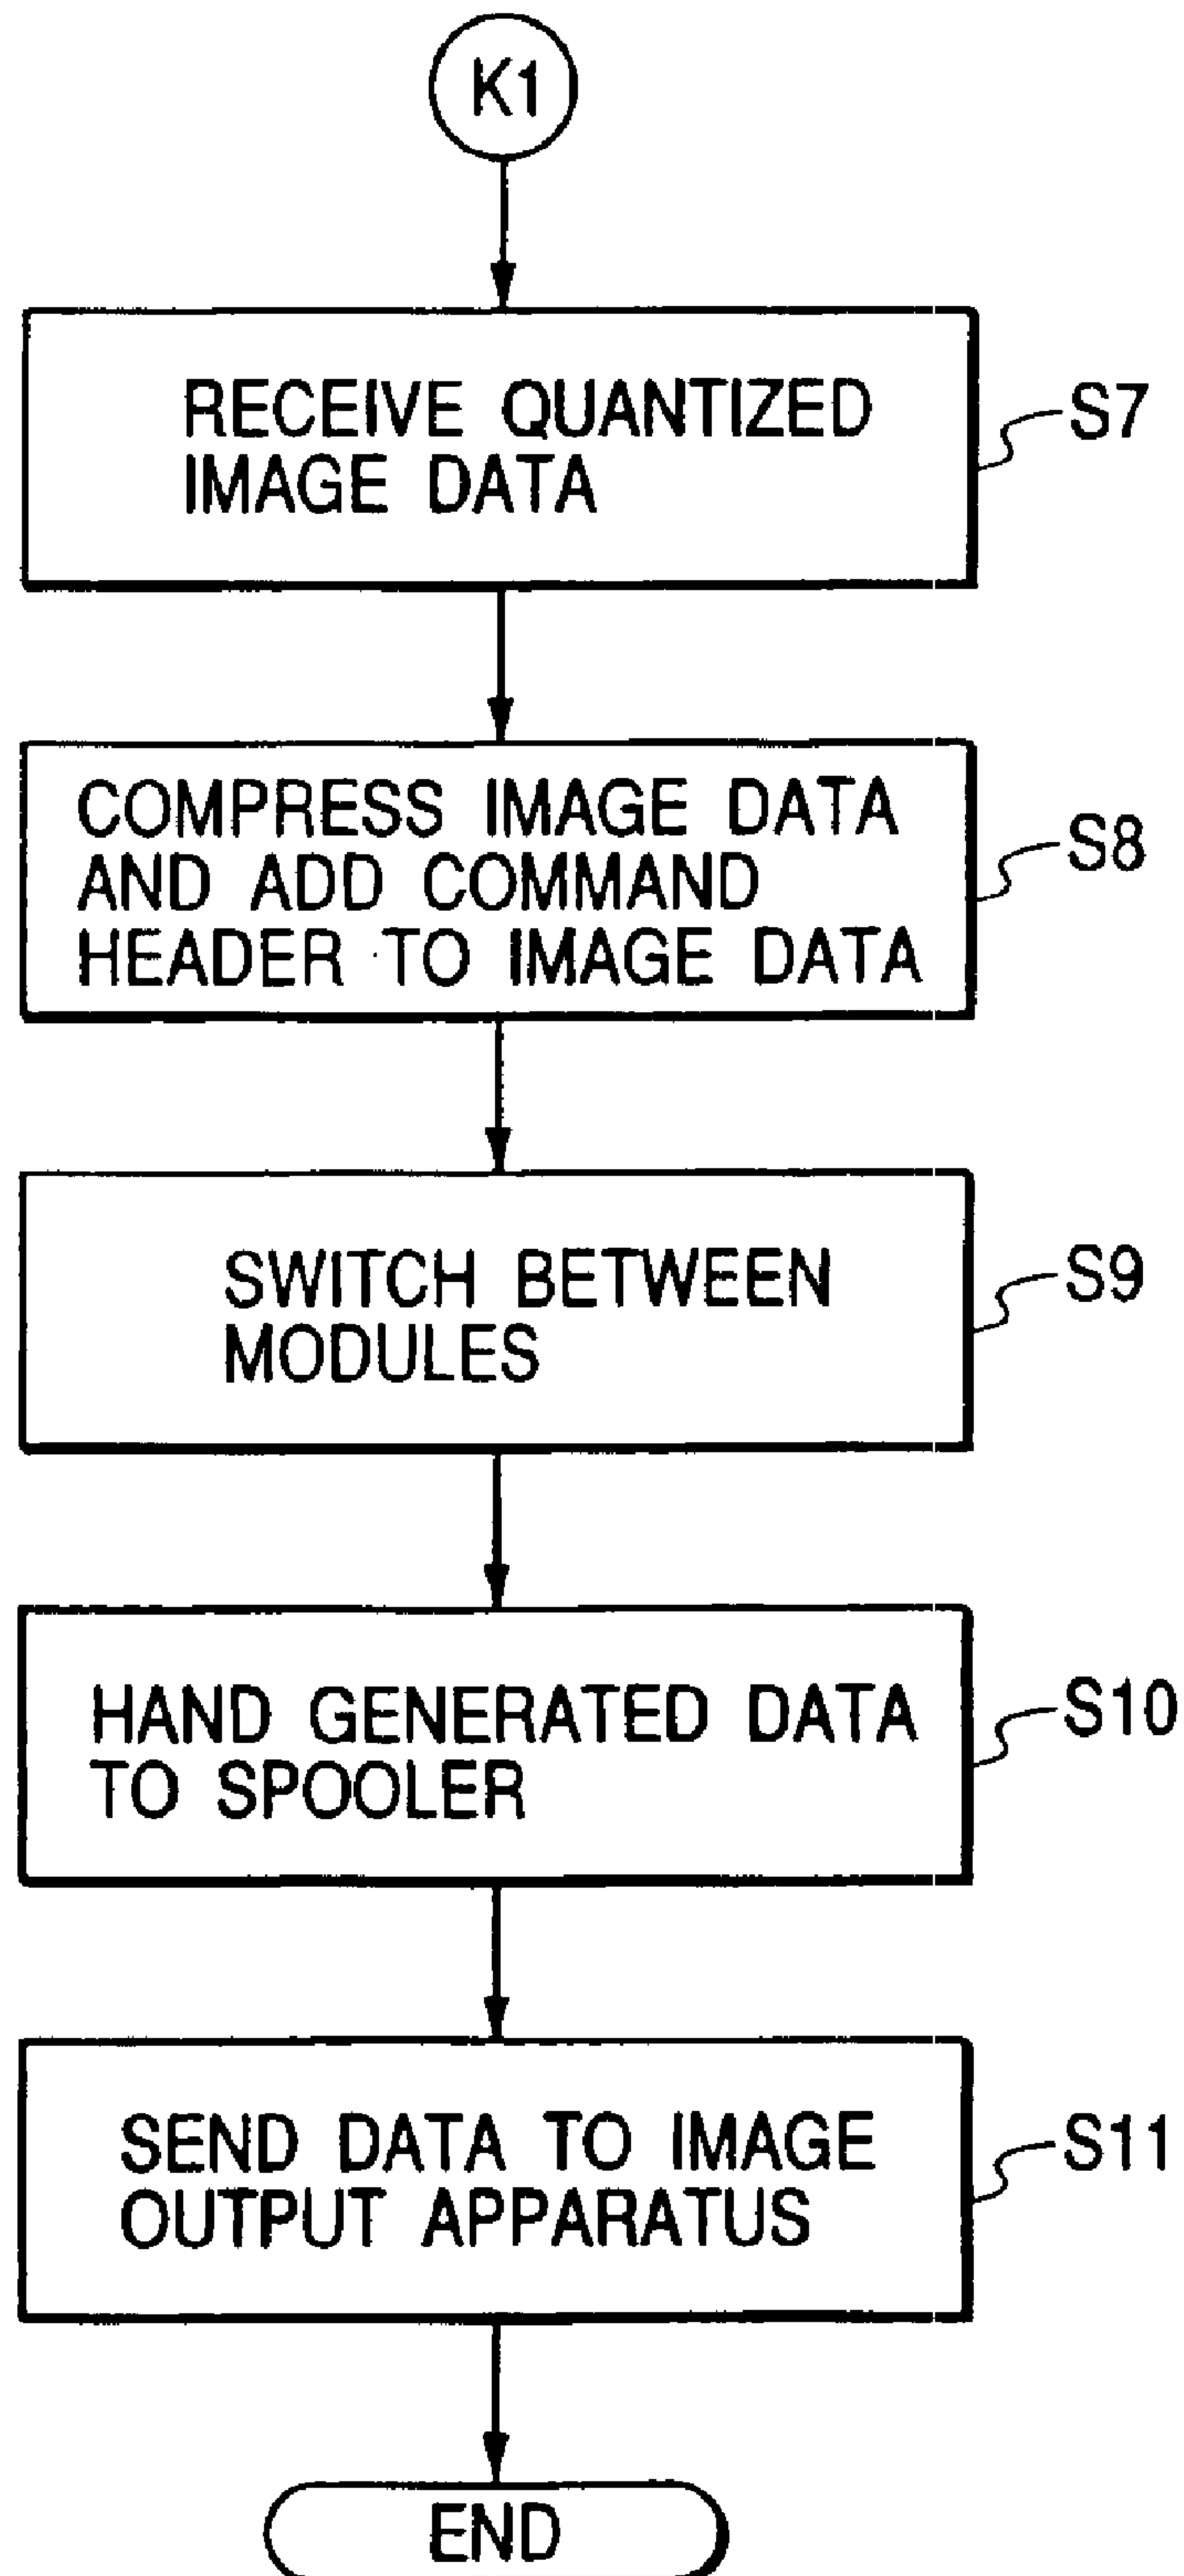 K1
RECEIVE QUANTIZED
IMAGE DATA
S7
COMPRESS IMAGE DATA
AND ADD COMMAND
HEADER TO IMAGE DATA
S8
SWITCH BETWEEN
MODULES
S9
HAND GENERATED DATA
TO SPOOLER
S10
SEND DATA TO IMAGE
OUTPUT APPARATUS
S11
END